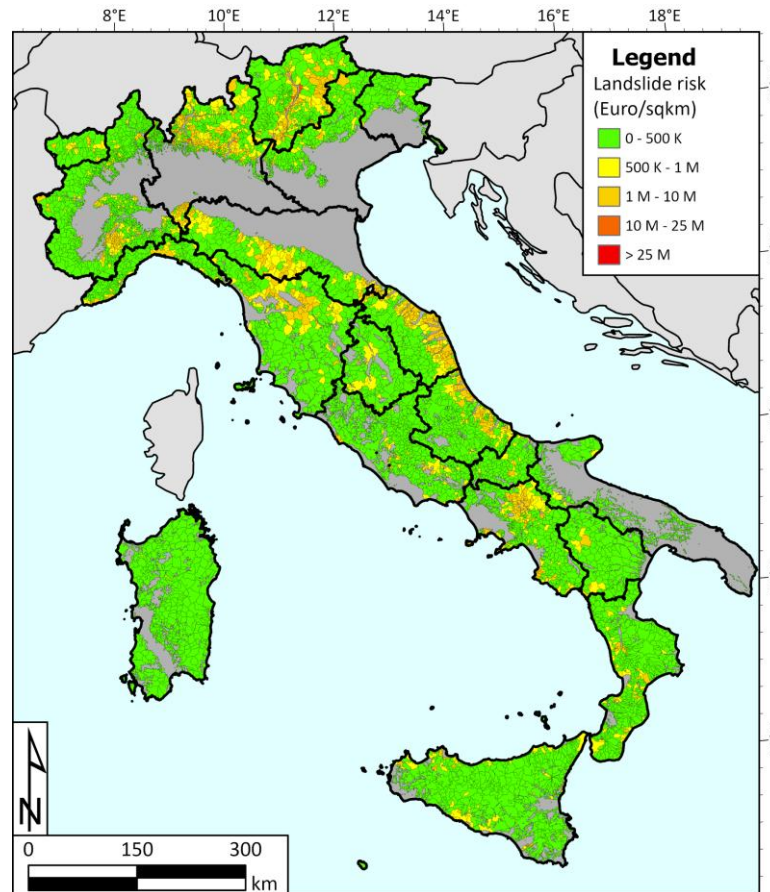 8°E 10°E 12°E 14°E 16°E 18°E
Legend
Landslide risk
(Euro/sqkm)
0 - 500 K
500 K - 1 M
1 M - 10 M
10 M - 25 M
> 25 M
N
0 150 300
km